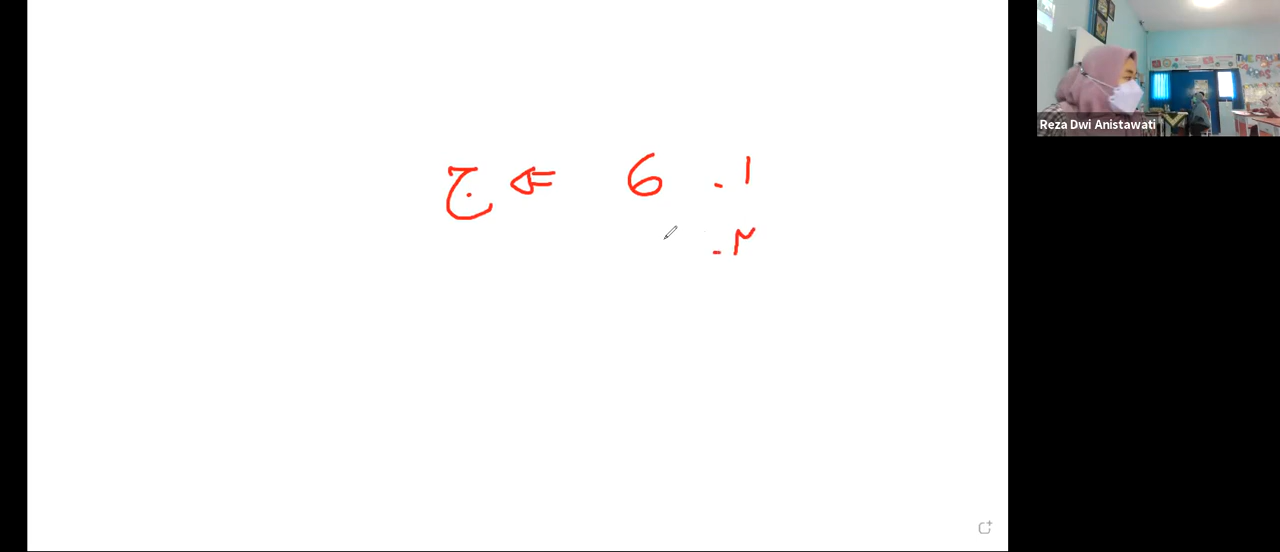 ١. 6 ⇐ ج
٢.
Reza Dwi Anistawati